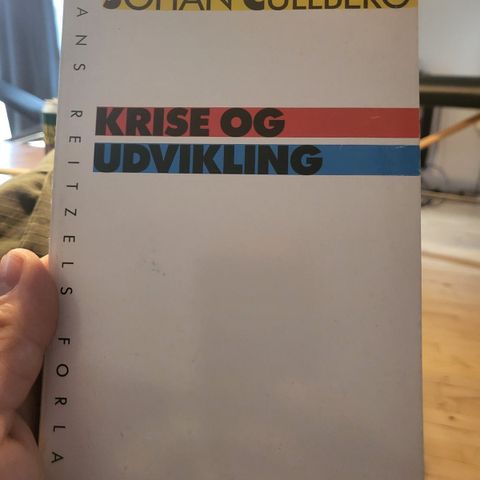 JOHAN CULLBERG
KRISE OG
UDVIKLING
ANS REITZELS FORLA